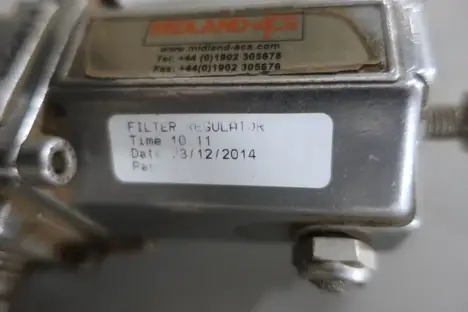 MIDLAND-ACS
www.midland-acs.com
Tel: +44 (0)1902 305678
Fax: +44(0)1902 305676
FILTER REGULATOR
Time 10 11
Date 23/12/2014